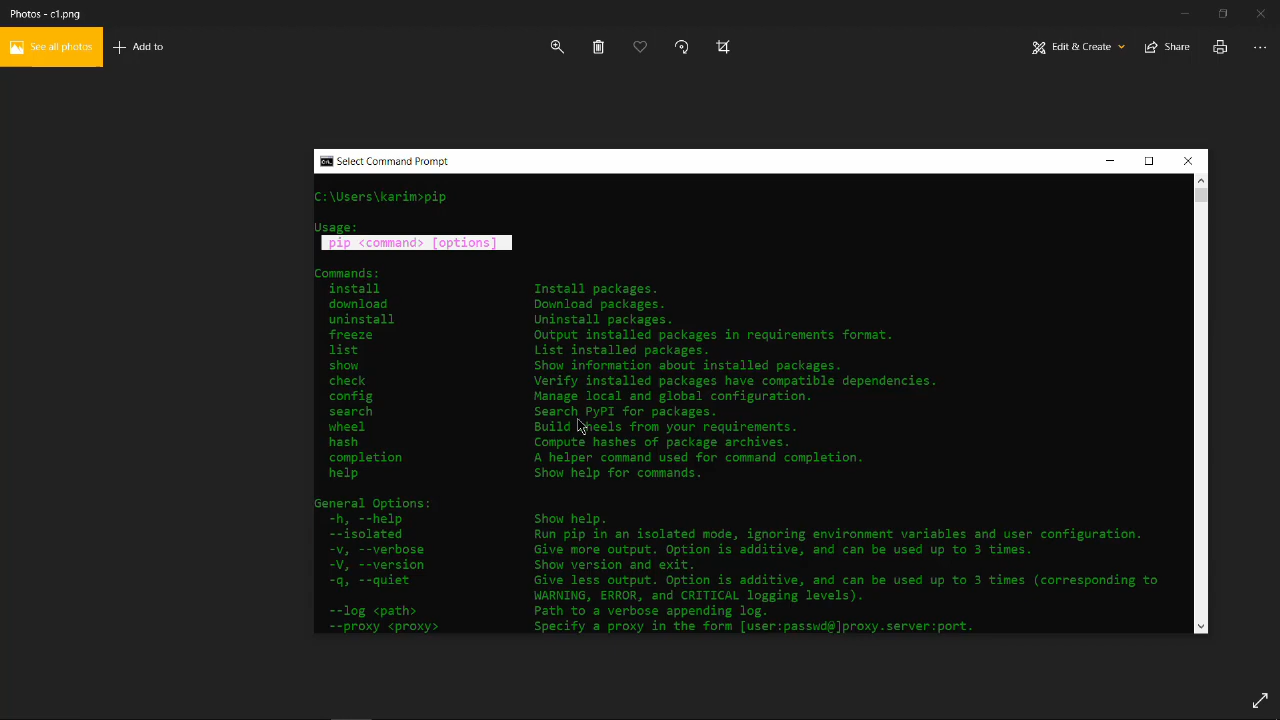 Photos - c1.png
See all photos
Add to
Edit & Create
Share
Select Command Prompt
C:\Users\karim>pip
Usage:
pip <command> [options]
Commands:
install Install packages.
download Download packages.
uninstall Uninstall packages.
freeze Output installed packages in requirements format.
list List installed packages.
show Show information about installed packages.
check Verify installed packages have compatible dependencies.
config Manage local and global configuration.
search Search PyPI for packages.
wheel Build wheels from your requirements.
hash Compute hashes of package archives.
completion A helper command used for command completion.
help Show help for commands.
General Options:
-h, --help Show help.
--isolated Run pip in an isolated mode, ignoring environment variables and user configuration.
-v, --verbose Give more output. Option is additive, and can be used up to 3 times.
-V, --version Show version and exit.
-q, --quiet Give less output. Option is additive, and can be used up to 3 times (corresponding to
WARNING, ERROR, and CRITICAL logging levels).
--log <path> Path to a verbose appending log.
--proxy <proxy> Specify a proxy in the form [user:passwd@]proxy.server:port.